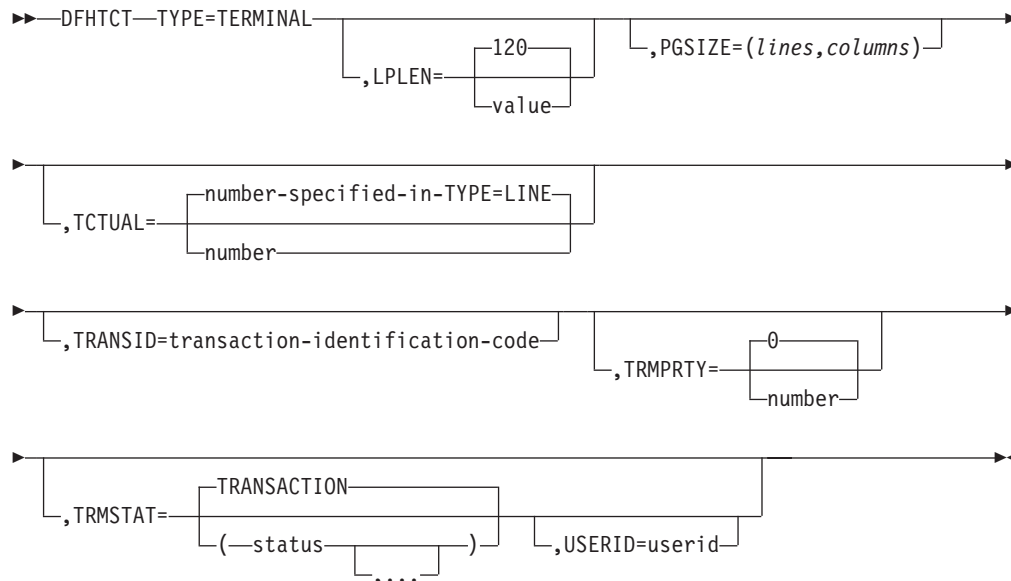 DFHTCT TYPE=TERMINAL
,LPLEN=
120
value
,PGSIZE=(lines,columns)
,TCTUAL=
number-specified-in-TYPE=LINE
number
,TRANSID=transaction-identification-code
,TRMPRTY=
0
number
,TRMSTAT=
TRANSACTION
( status )
,...
,USERID=userid